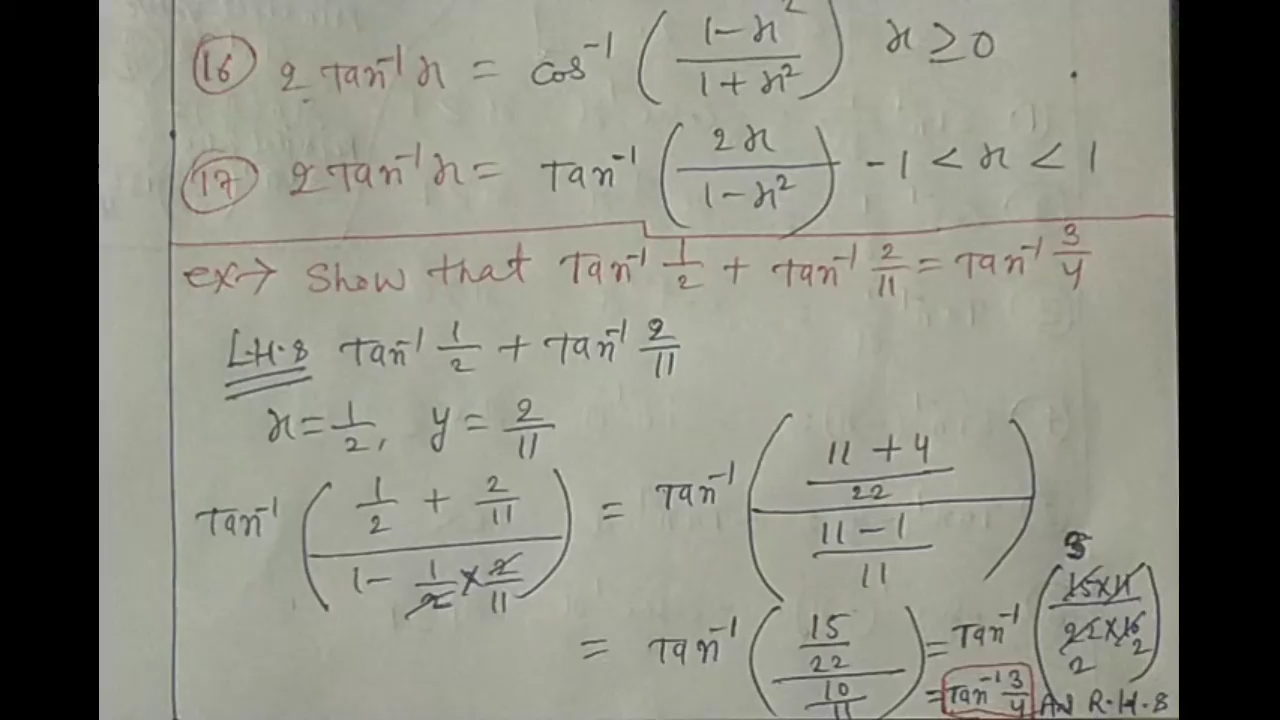 (16) 2 Tan⁻¹ x = cos⁻¹ ((1-x²)/(1+x²)) x ≥ 0
(17) 2 Tan⁻¹ x = Tan⁻¹ (2x/(1-x²)) -1 < x < 1
ex→ Show that Tan⁻¹ 1/2 + Tan⁻¹ 2/11 = Tan⁻¹ 3/4
L.H.S Tan⁻¹ 1/2 + Tan⁻¹ 2/11
x = 1/2, y = 2/11
Tan⁻¹ ((1/2 + 2/11)/(1 - 1/2 × 2/11)) = Tan⁻¹ (((11+4)/22)/((11-1)/11))
= Tan⁻¹ ((15/22)/(10/11)) = Tan⁻¹ ((15×11)/(22×10))
= Tan⁻¹ 3/4 R.H.S